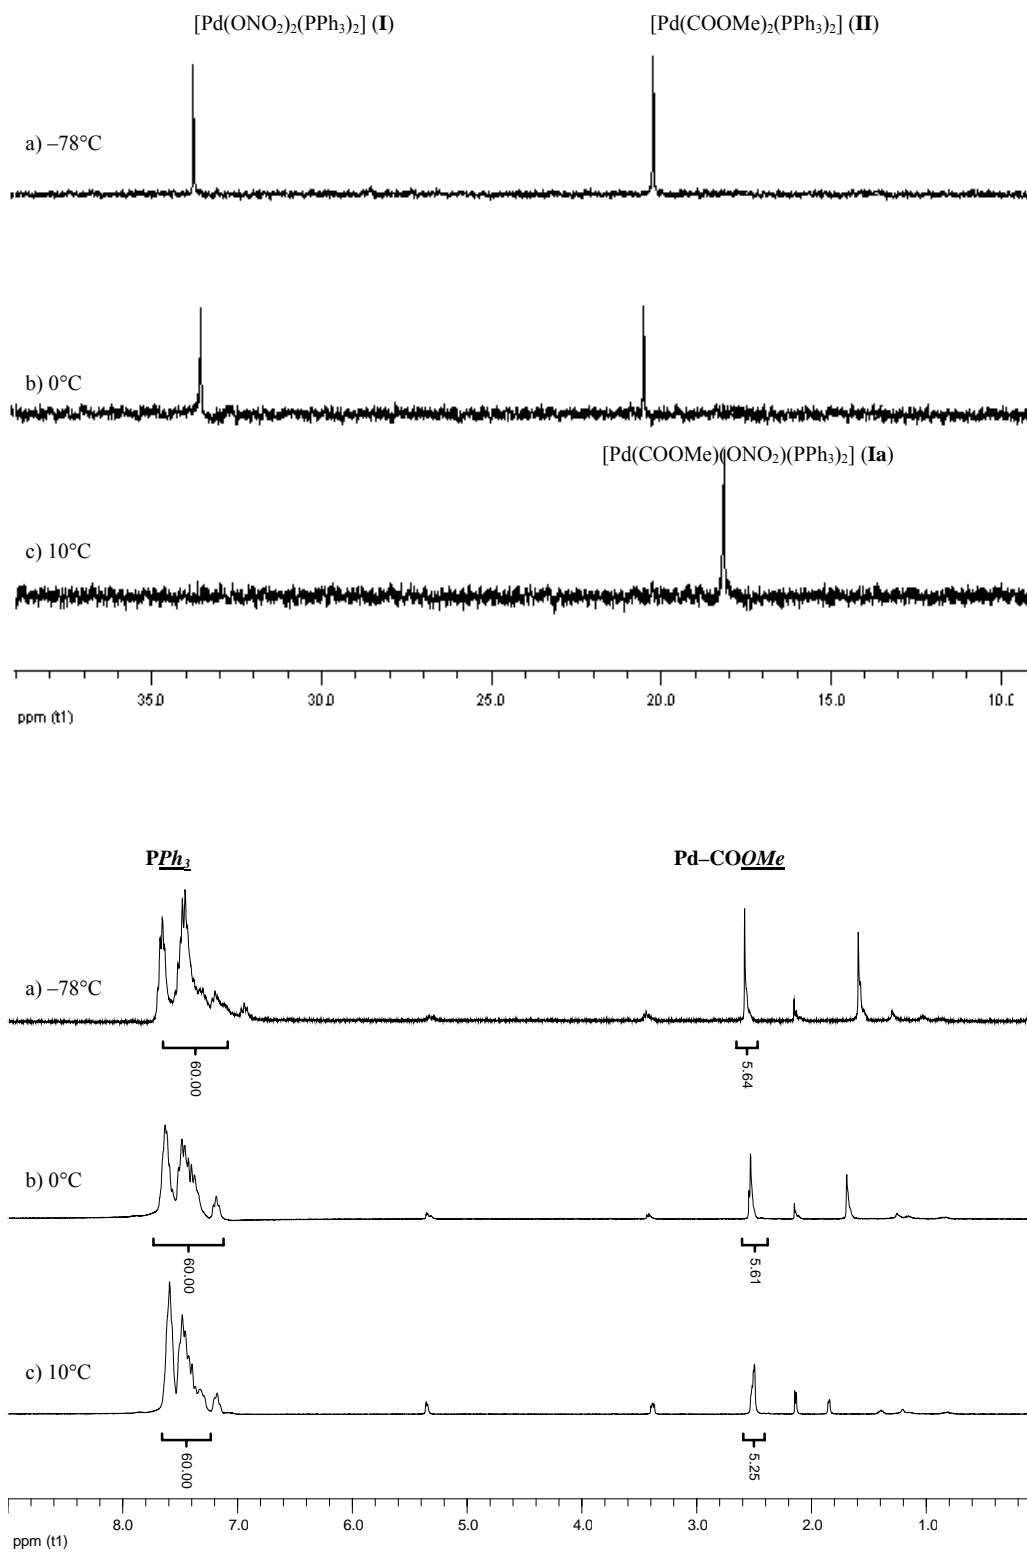 [Pd(ONO₂)₂(PPh₃)₂] (I) [Pd(COOMe)₂(PPh₃)₂] (II)
a) –78°C
b) 0°C
[Pd(COOMe)(ONO₂)(PPh₃)₂] (Ia)
c) 10°C
35.0 30.0 25.0 20.0 15.0 10.0
ppm (t1)
PPh₃ Pd–COOMe
a) –78°C
60.00 5.64
b) 0°C
60.00 5.61
c) 10°C
60.00 5.25
8.0 7.0 6.0 5.0 4.0 3.0 2.0 1.0
ppm (t1)